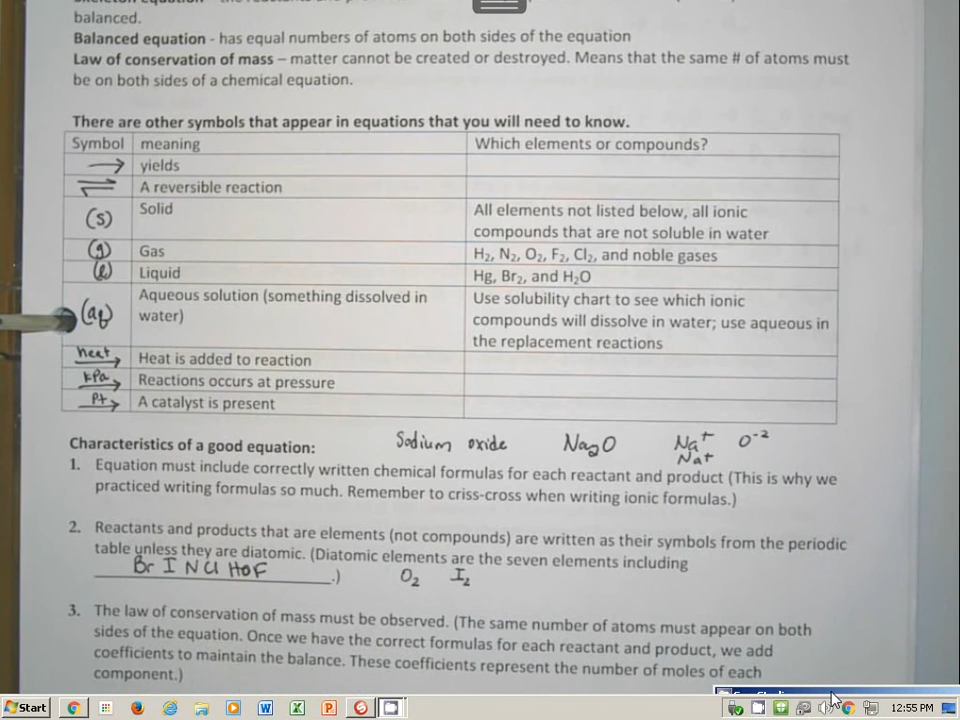 balanced.
Balanced equation - has equal numbers of atoms on both sides of the equation
Law of conservation of mass – matter cannot be created or destroyed. Means that the same # of atoms must
be on both sides of a chemical equation.
There are other symbols that appear in equations that you will need to know.
Symbol meaning Which elements or compounds?
→ yields
⇌ A reversible reaction
(s) Solid All elements not listed below, all ionic
compounds that are not soluble in water
(g) Gas H₂, N₂, O₂, F₂, Cl₂, and noble gases
(l) Liquid Hg, Br₂, and H₂O
(aq) Aqueous solution (something dissolved in Use solubility chart to see which ionic
water) compounds will dissolve in water; use aqueous in
the replacement reactions
heat → Heat is added to reaction
kPa → Reactions occurs at pressure
Pt → A catalyst is present
Characteristics of a good equation: Sodium oxide Na₂O Na⁺ O⁻²
Na⁺
1. Equation must include correctly written chemical formulas for each reactant and product (This is why we
practiced writing formulas so much. Remember to criss-cross when writing ionic formulas.)
2. Reactants and products that are elements (not compounds) are written as their symbols from the periodic
table unless they are diatomic. (Diatomic elements are the seven elements including
Br I N Cl H O F .) O₂ I₂
3. The law of conservation of mass must be observed. (The same number of atoms must appear on both
sides of the equation. Once we have the correct formulas for each reactant and product, we add
coefficients to maintain the balance. These coefficients represent the number of moles of each
component.)
Start 12:55 PM